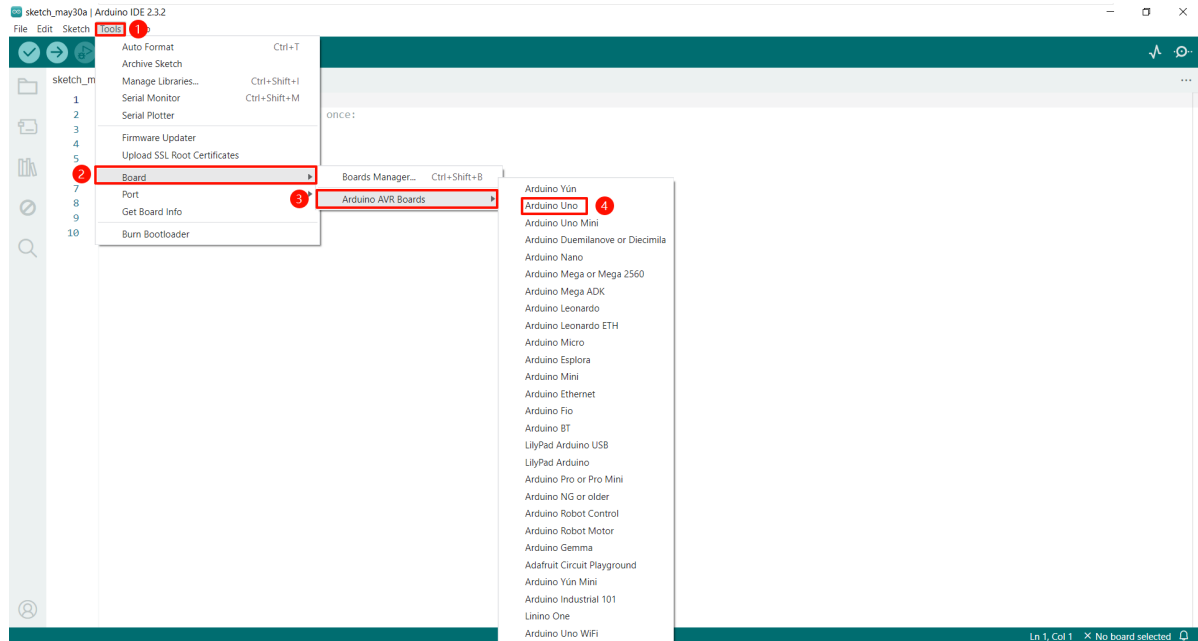 sketch_may30a | Arduino IDE 2.3.2
File Edit Sketch Tools
1
Auto Format Ctrl+T
Archive Sketch
Manage Libraries... Ctrl+Shift+I
Serial Monitor Ctrl+Shift+M
Serial Plotter
Firmware Updater
Upload SSL Root Certificates
2
Board
Port
Get Board Info
Burn Bootloader
sketch_m
1
2
once:
3
4
5
7
8
9
10
Boards Manager... Ctrl+Shift+B
3
Arduino AVR Boards
Arduino Yún
Arduino Uno
4
Arduino Uno Mini
Arduino Duemilanove or Diecimila
Arduino Nano
Arduino Mega or Mega 2560
Arduino Mega ADK
Arduino Leonardo
Arduino Leonardo ETH
Arduino Micro
Arduino Esplora
Arduino Mini
Arduino Ethernet
Arduino Fio
Arduino BT
LilyPad Arduino USB
LilyPad Arduino
Arduino Pro or Pro Mini
Arduino NG or older
Arduino Robot Control
Arduino Robot Motor
Arduino Gemma
Adafruit Circuit Playground
Arduino Yún Mini
Arduino Industrial 101
Linino One
Arduino Uno WiFi
Ln 1, Col 1 × No board selected